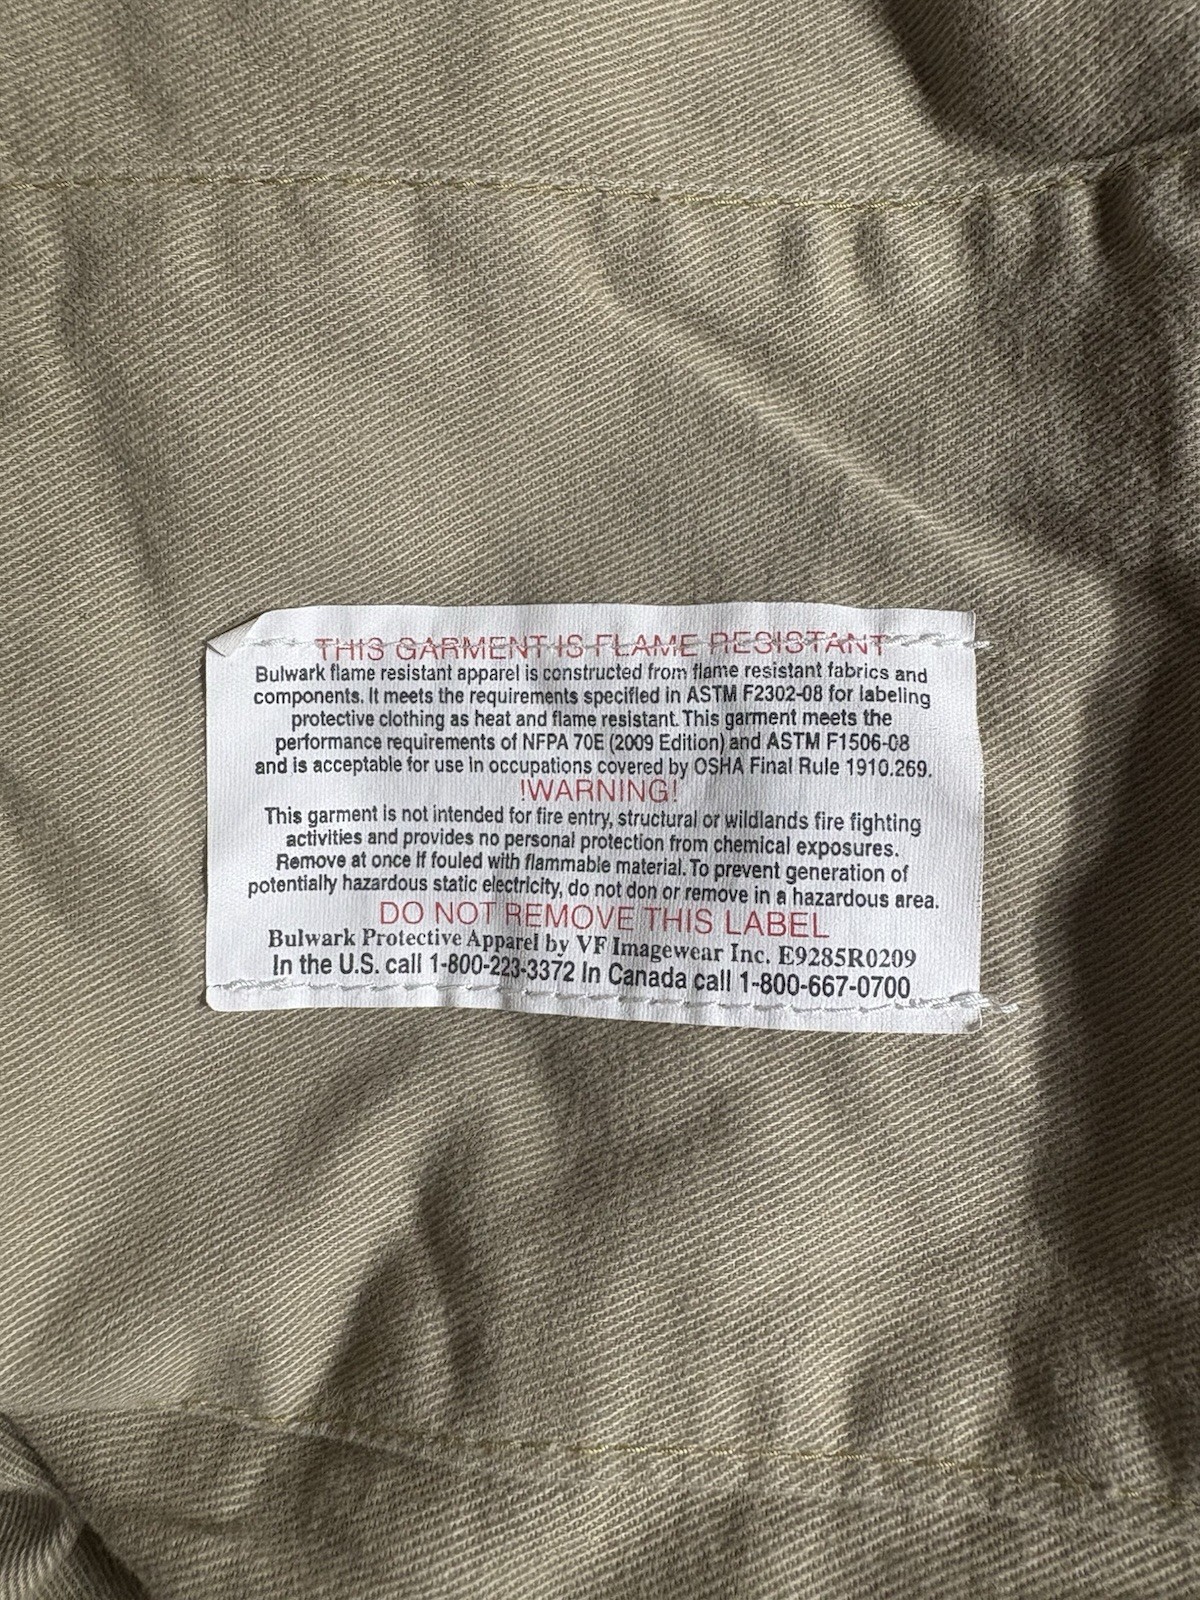 THIS GARMENT IS FLAME RESISTANT
Bulwark flame resistant apparel is constructed from flame resistant fabrics and
components. It meets the requirements specified in ASTM F2302-08 for labeling
protective clothing as heat and flame resistant. This garment meets the
performance requirements of NFPA 70E (2009 Edition) and ASTM F1506-08
and is acceptable for use in occupations covered by OSHA Final Rule 1910.269.
!WARNING!
This garment is not intended for fire entry, structural or wildlands fire fighting
activities and provides no personal protection from chemical exposures.
Remove at once if fouled with flammable material. To prevent generation of
potentially hazardous static electricity, do not don or remove in a hazardous area.
DO NOT REMOVE THIS LABEL
Bulwark Protective Apparel by VF Imagewear Inc. E9285R0209
In the U.S. call 1-800-223-3372 In Canada call 1-800-667-0700